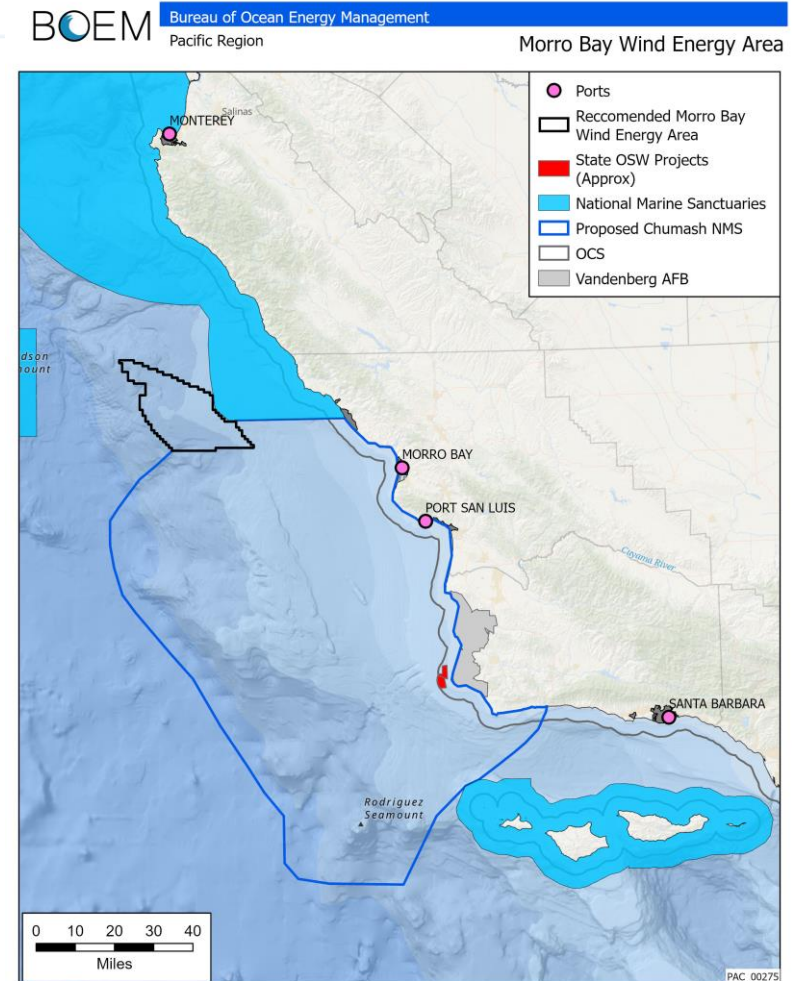 BOEM
Bureau of Ocean Energy Management
Pacific Region
Morro Bay Wind Energy Area
Ports
Reccomended Morro Bay
Wind Energy Area
State OSW Projects
(Approx)
National Marine Sanctuaries
Proposed Chumash NMS
OCS
Vandenberg AFB
Salinas
MONTEREY
dson
ount
MORRO BAY
PORT SAN LUIS
Cuyama River
SANTA BARBARA
Rodriguez
Seamount
0 10 20 30 40
Miles
PAC 00275